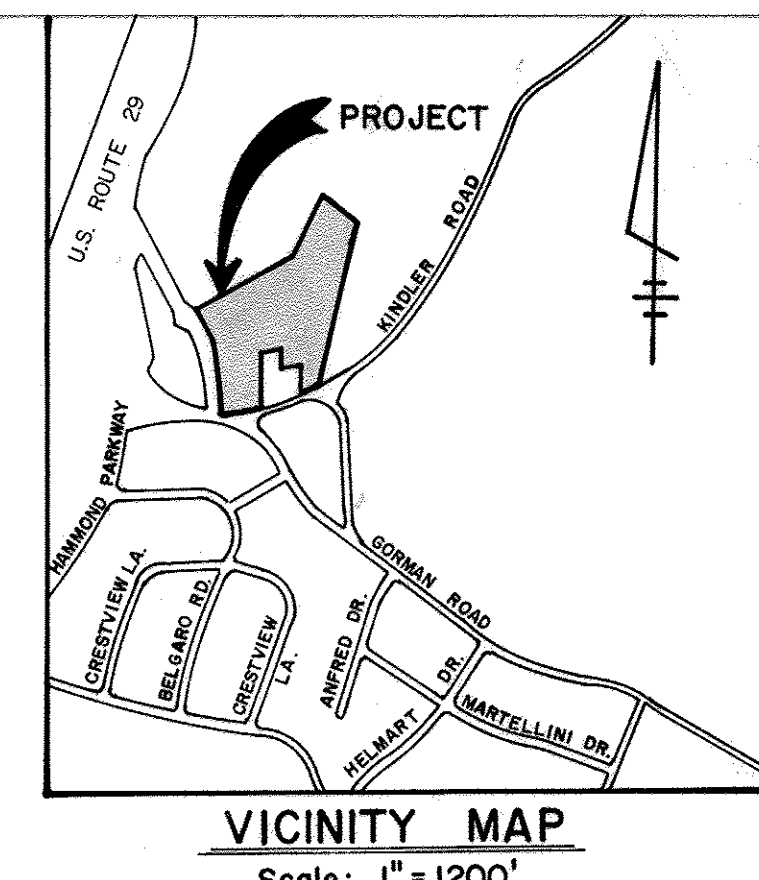 U.S. ROUTE 29
PROJECT
KINDLER ROAD
HAMMOND PARKWAY
CRESTVIEW LA.
BELGARO RD.
CRESTVIEW LA.
ANFRED DR.
GORMAN ROAD
HELMART DR.
MARTELLINI DR.
VICINITY MAP
Scale: 1" = 1200'